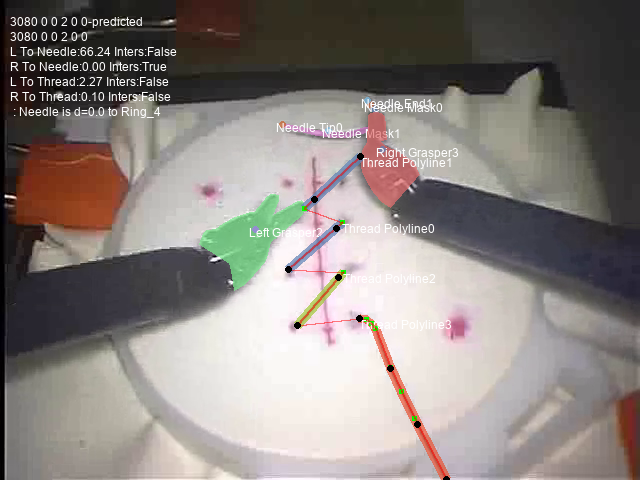 3080 0 0 2 0 0-predicted
3080 0 0 2 0 0
L To Needle:66.24 Inters:False
R To Needle:0.00 Inters:True
L To Thread:2.27 Inters:False
R To Thread:0.10 Inters:False
: Needle is d=0.0 to Ring_4
Needle End1
Needle Mask0
Needle Tip0
Needle Mask1
Right Grasper3
Thread Polyline1
Left Grasper2
Thread Polyline0
Thread Polyline2
Thread Polyline3